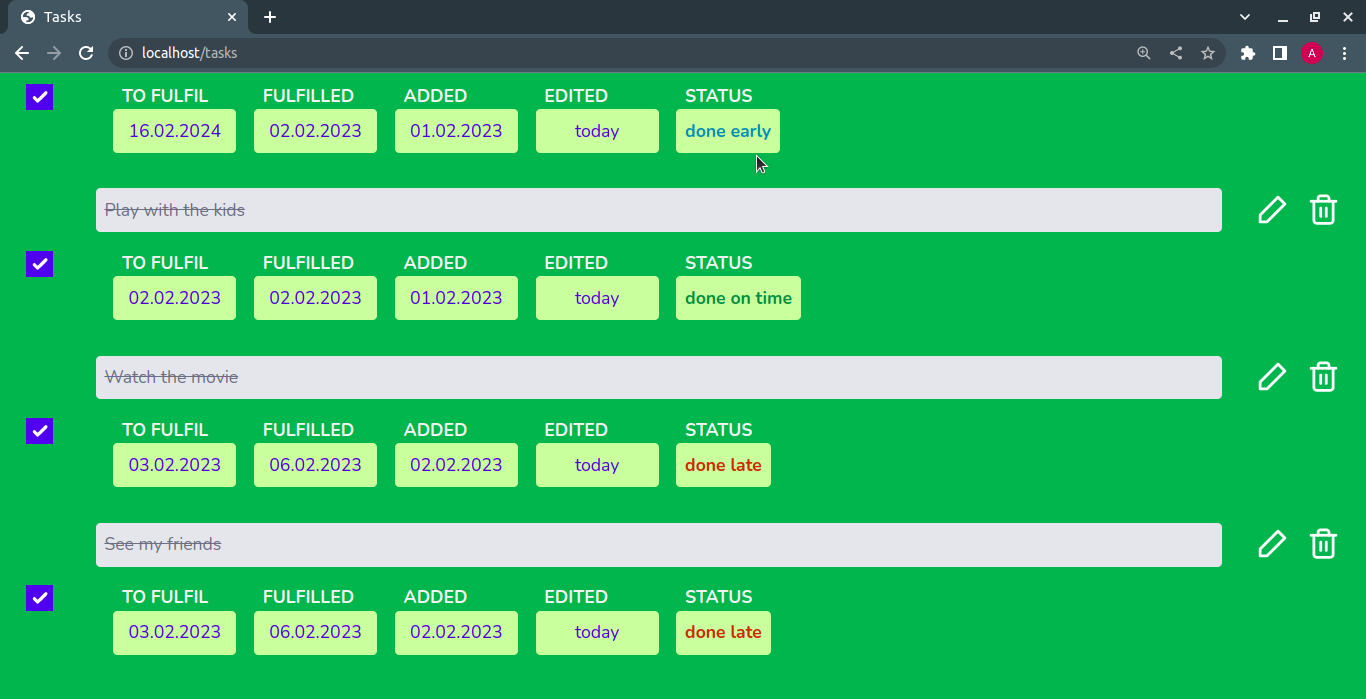 Tasks
localhost/tasks
A
TO FULFIL FULFILLED ADDED EDITED STATUS
16.02.2024 02.02.2023 01.02.2023 today done early
Play with the kids
TO FULFIL FULFILLED ADDED EDITED STATUS
02.02.2023 02.02.2023 01.02.2023 today done on time
Watch the movie
TO FULFIL FULFILLED ADDED EDITED STATUS
03.02.2023 06.02.2023 02.02.2023 today done late
See my friends
TO FULFIL FULFILLED ADDED EDITED STATUS
03.02.2023 06.02.2023 02.02.2023 today done late